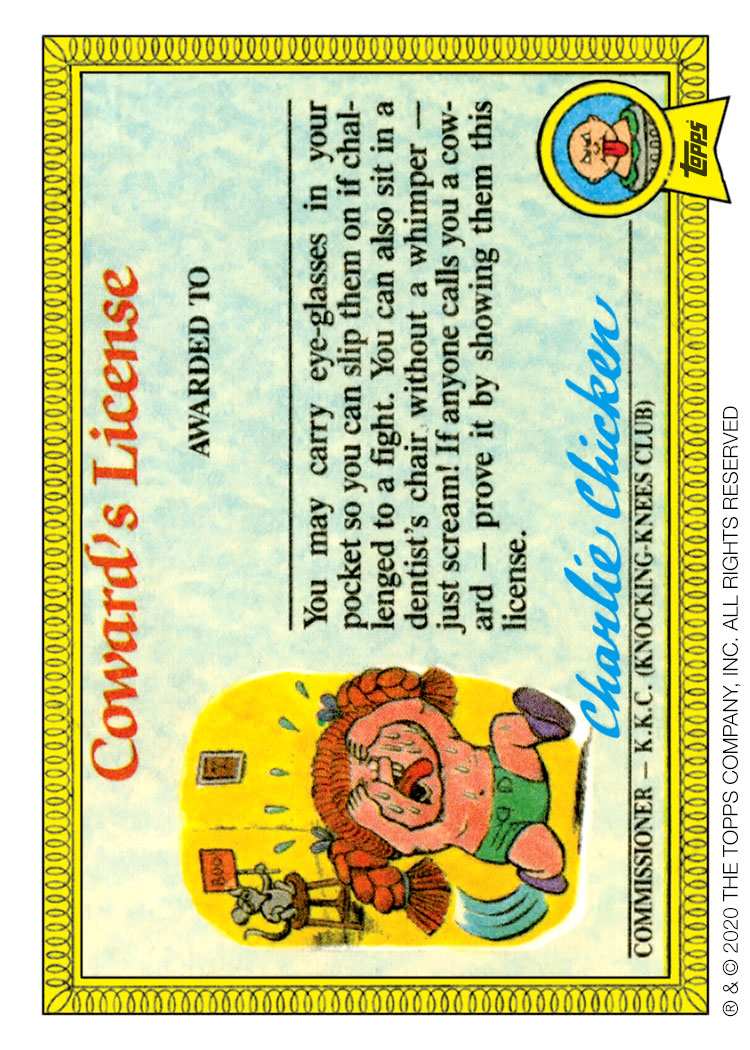 Coward's License
AWARDED TO
You may carry eye-glasses in your
pocket so you can slip them on if chal-
lenged to a fight. You can also sit in a
dentist's chair without a whimper —
just scream! If anyone calls you a cow-
ard — prove it by showing them this
license.
BOO!
Charlie Chicken
COMMISSIONER — K.K.C. (KNOCKING-KNEES CLUB)
topps
® & © 2020 THE TOPPS COMPANY, INC. ALL RIGHTS RESERVED